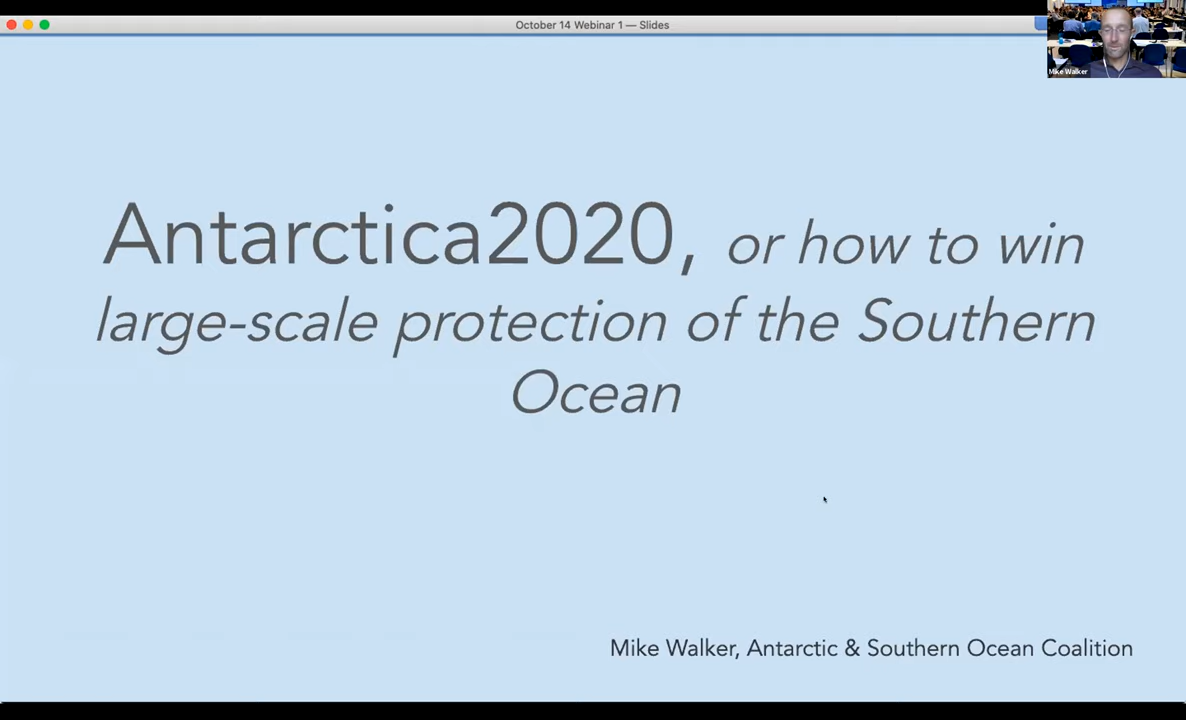 October 14 Webinar 1 — Slides
Mike Walker
Antarctica2020, or how to win
large-scale protection of the Southern
Ocean
Mike Walker, Antarctic & Southern Ocean Coalition